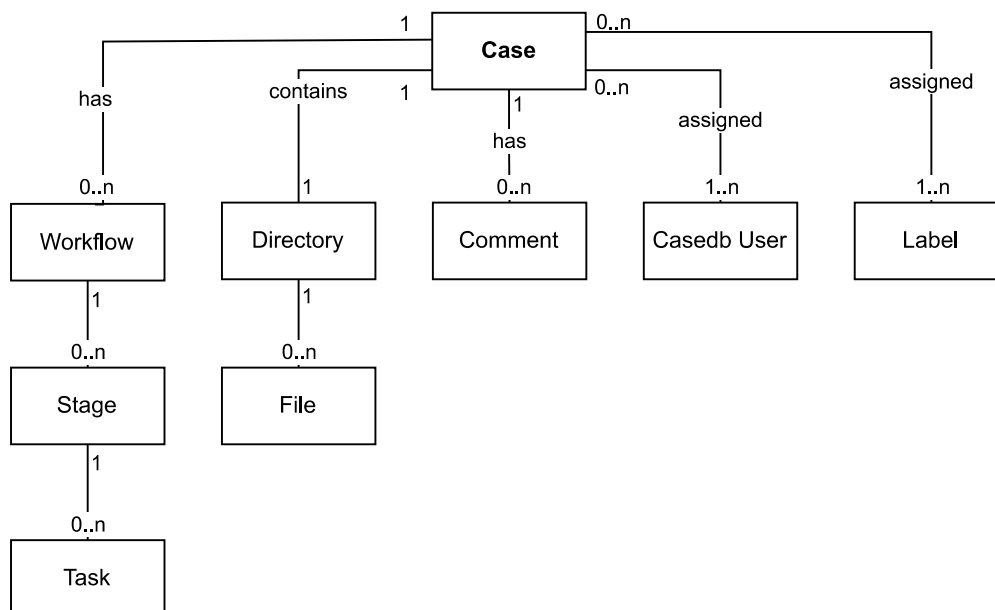 1
0..n
Case
has
contains
1
0..n
assigned
1
has
assigned
0..n
1
0..n
1..n
1..n
Workflow
Directory
Comment
Casedb User
Label
1
1
0..n
0..n
Stage
File
1
0..n
Task